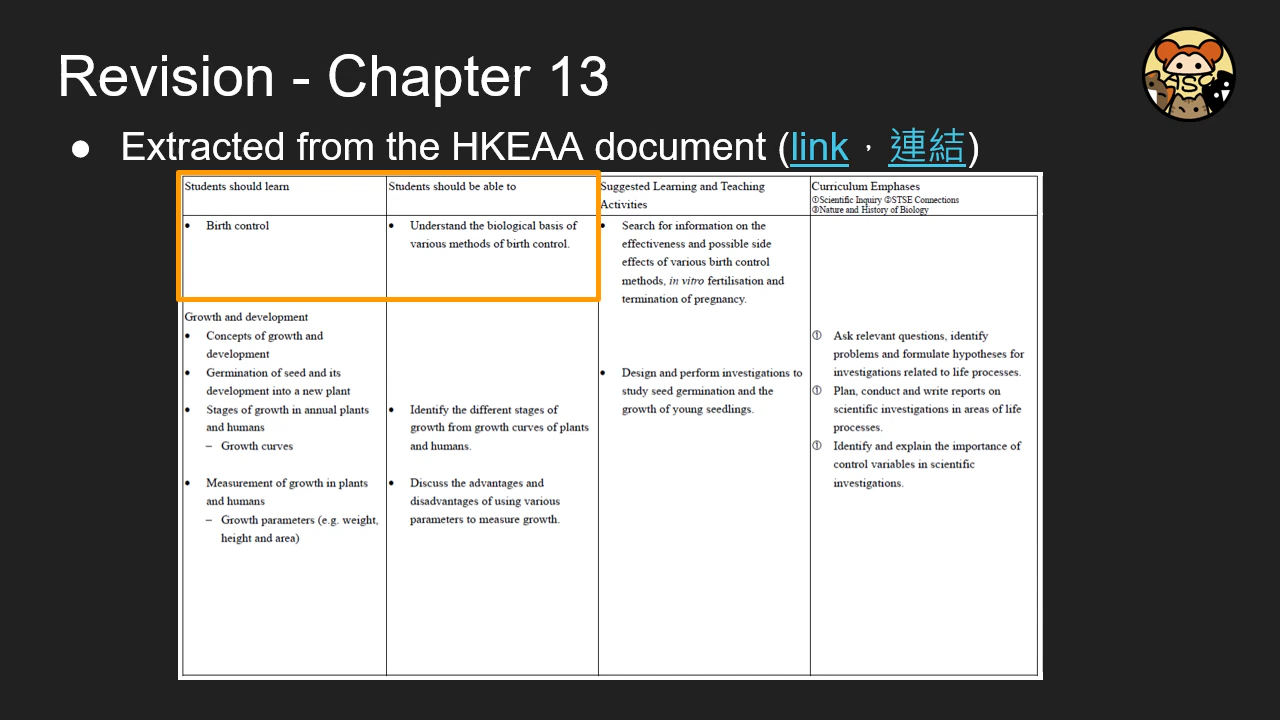 Revision - Chapter 13
● Extracted from the HKEAA document (link，連結)
Students should learn
Students should be able to
Suggested Learning and Teaching
Activities
Curriculum Emphases
①Scientific Inquiry ②STSE Connections
③Nature and History of Biology
• Birth control
• Understand the biological basis of
various methods of birth control.
• Search for information on the
effectiveness and possible side
effects of various birth control
methods, in vitro fertilisation and
termination of pregnancy.
Growth and development
• Concepts of growth and
development
• Germination of seed and its
development into a new plant
• Stages of growth in annual plants
and humans
– Growth curves
• Measurement of growth in plants
and humans
– Growth parameters (e.g. weight,
height and area)
• Identify the different stages of
growth from growth curves of plants
and humans.
• Discuss the advantages and
disadvantages of using various
parameters to measure growth.
• Design and perform investigations to
study seed germination and the
growth of young seedlings.
① Ask relevant questions, identify
problems and formulate hypotheses for
investigations related to life processes.
① Plan, conduct and write reports on
scientific investigations in areas of life
processes.
① Identify and explain the importance of
control variables in scientific
investigations.
S